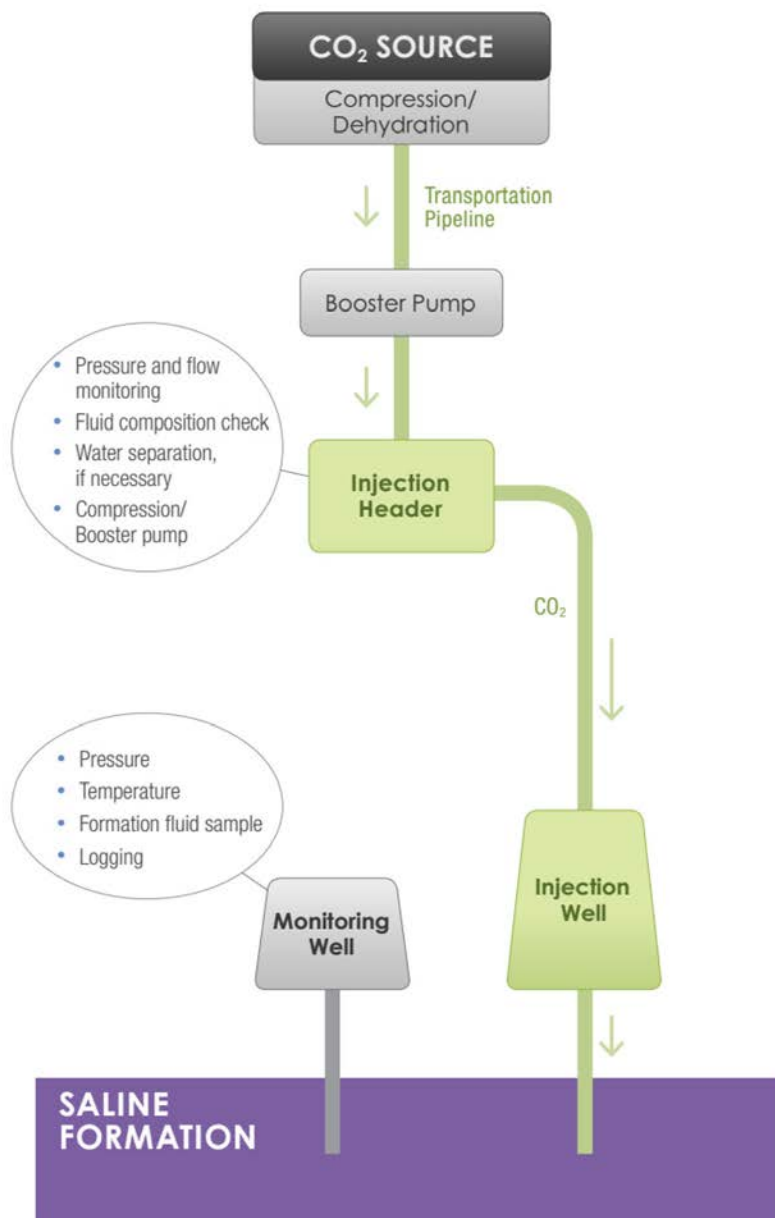 CO₂ SOURCE
Compression/
Dehydration
Transportation
Pipeline
Booster Pump
• Pressure and flow
monitoring
• Fluid composition check
• Water separation,
if necessary
• Compression/
Booster pump
Injection
Header
CO₂
• Pressure
• Temperature
• Formation fluid sample
• Logging
Monitoring
Well
Injection
Well
SALINE
FORMATION